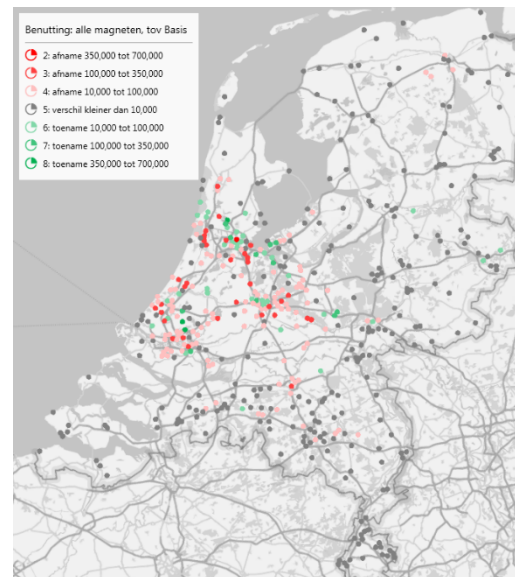 Benutting: alle magneten, tov Basis
2: afname 350,000 tot 700,000
3: afname 100,000 tot 350,000
4: afname 10,000 tot 100,000
5: verschil kleiner dan 10,000
6: toename 10,000 tot 100,000
7: toename 100,000 tot 350,000
8: toename 350,000 tot 700,000